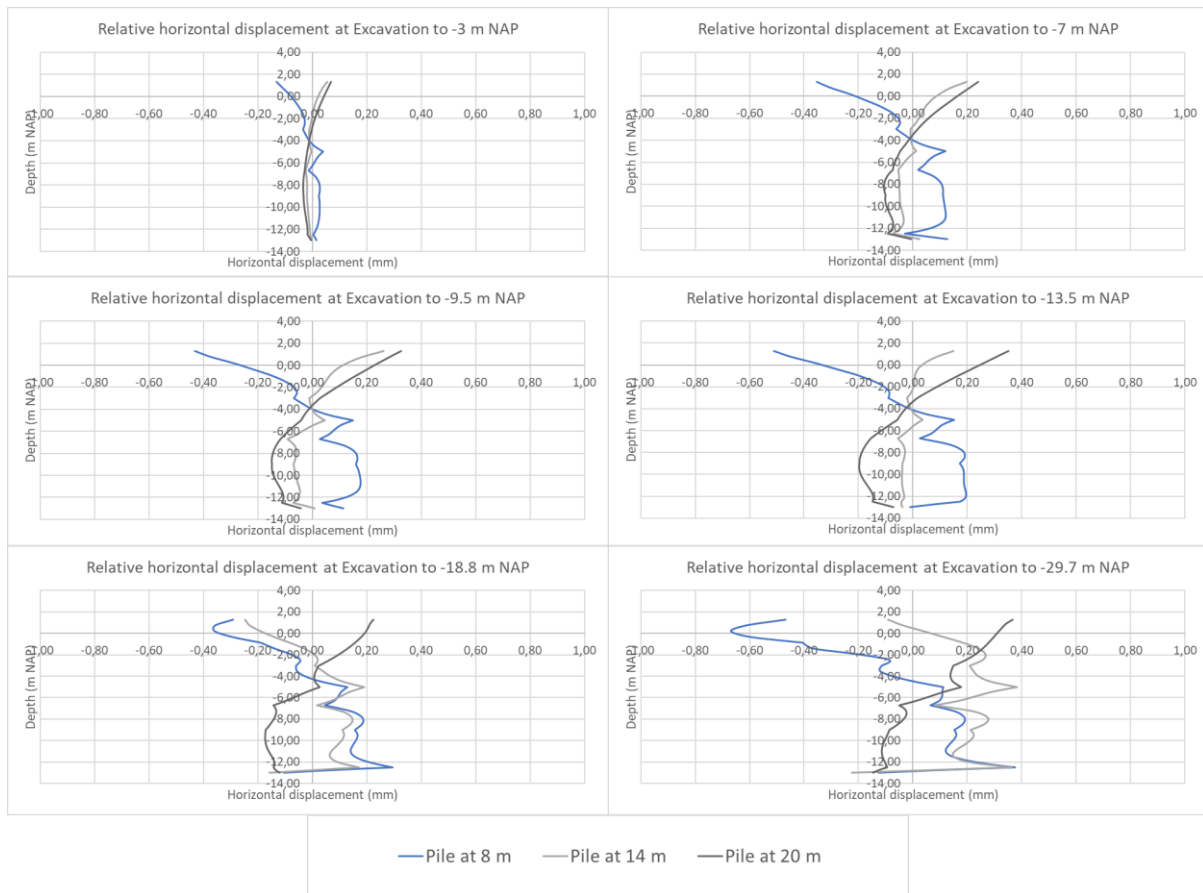 Relative horizontal displacement at Excavation to -3 m NAP
4,00
2,00
0,00
-1,00 -0,80 -0,60 -0,40 -0,20 0,00 0,20 0,40 0,60 0,80 1,00
-2,00
-4,00
-6,00
-8,00
-10,00
-12,00
-14,00
Depth (m NAP)
Horizontal displacement (mm)
Relative horizontal displacement at Excavation to -7 m NAP
4,00
2,00
0,00
-1,00 -0,80 -0,60 -0,40 -0,20 0,00 0,20 0,40 0,60 0,80 1,00
-2,00
-4,00
-6,00
-8,00
-10,00
-12,00
-14,00
Depth (m NAP)
Horizontal displacement (mm)
Relative horizontal displacement at Excavation to -9.5 m NAP
4,00
2,00
0,00
-1,00 -0,80 -0,60 -0,40 -0,20 0,00 0,20 0,40 0,60 0,80 1,00
-2,00
-4,00
-6,00
-8,00
-10,00
-12,00
-14,00
Depth (m NAP)
Horizontal displacement (mm)
Relative horizontal displacement at Excavation to -13.5 m NAP
4,00
2,00
0,00
-1,00 -0,80 -0,60 -0,40 -0,20 0,00 0,20 0,40 0,60 0,80 1,00
-2,00
-4,00
-6,00
-8,00
-10,00
-12,00
-14,00
Depth (m NAP)
Horizontal displacement (mm)
Relative horizontal displacement at Excavation to -18.8 m NAP
4,00
2,00
0,00
-1,00 -0,80 -0,60 -0,40 -0,20 0,00 0,20 0,40 0,60 0,80 1,00
-2,00
-4,00
-6,00
-8,00
-10,00
-12,00
-14,00
Depth (m NAP)
Horizontal displacement (mm)
Relative horizontal displacement at Excavation to -29.7 m NAP
4,00
2,00
0,00
-1,00 -0,80 -0,60 -0,40 -0,20 0,00 0,20 0,40 0,60 0,80 1,00
-2,00
-4,00
-6,00
-8,00
-10,00
-12,00
-14,00
Depth (m NAP)
Horizontal displacement (mm)
Pile at 8 m Pile at 14 m Pile at 20 m